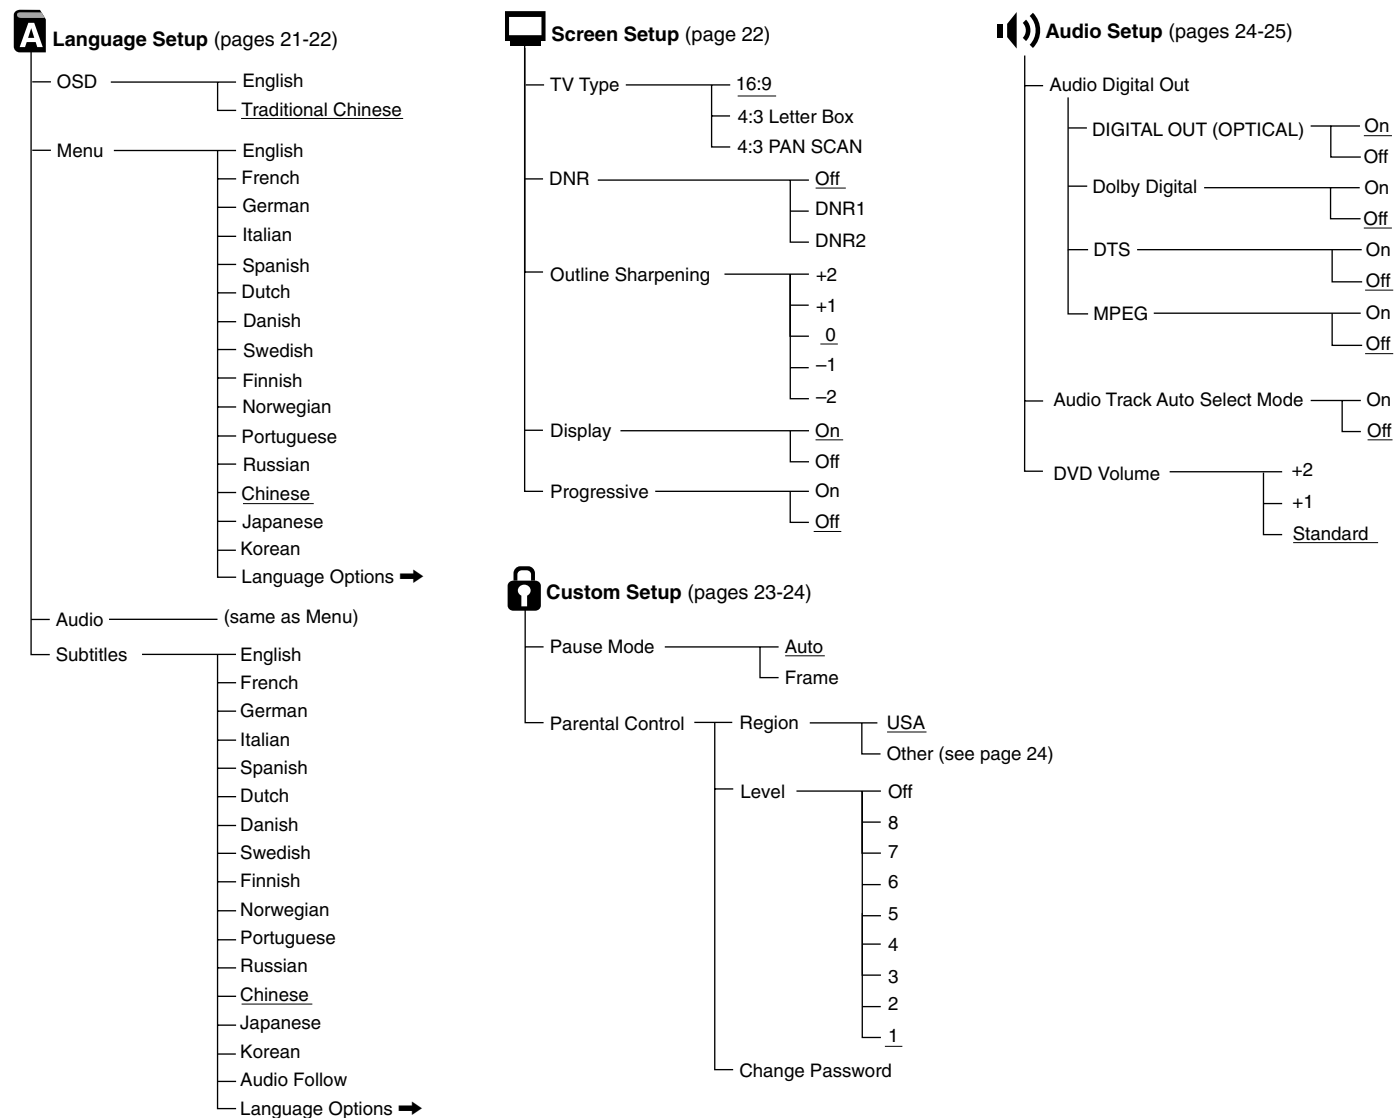 A Language Setup (pages 21-22)
OSD
English
Traditional Chinese
Menu
English
French
German
Italian
Spanish
Dutch
Danish
Swedish
Finnish
Norwegian
Portuguese
Russian
Chinese
Japanese
Korean
Language Options ➡
Audio
(same as Menu)
Subtitles
English
French
German
Italian
Spanish
Dutch
Danish
Swedish
Finnish
Norwegian
Portuguese
Russian
Chinese
Japanese
Korean
Audio Follow
Language Options ➡
Screen Setup (page 22)
TV Type
16:9
4:3 Letter Box
4:3 PAN SCAN
DNR
Off
DNR1
DNR2
Outline Sharpening
+2
+1
0
–1
–2
Display
On
Off
Progressive
On
Off
Custom Setup (pages 23-24)
Pause Mode
Auto
Frame
Parental Control
Region
USA
Other (see page 24)
Level
Off
8
7
6
5
4
3
2
1
Change Password
Audio Setup (pages 24-25)
Audio Digital Out
DIGITAL OUT (OPTICAL)
On
Off
Dolby Digital
On
Off
DTS
On
Off
MPEG
On
Off
Audio Track Auto Select Mode
On
Off
DVD Volume
+2
+1
Standard